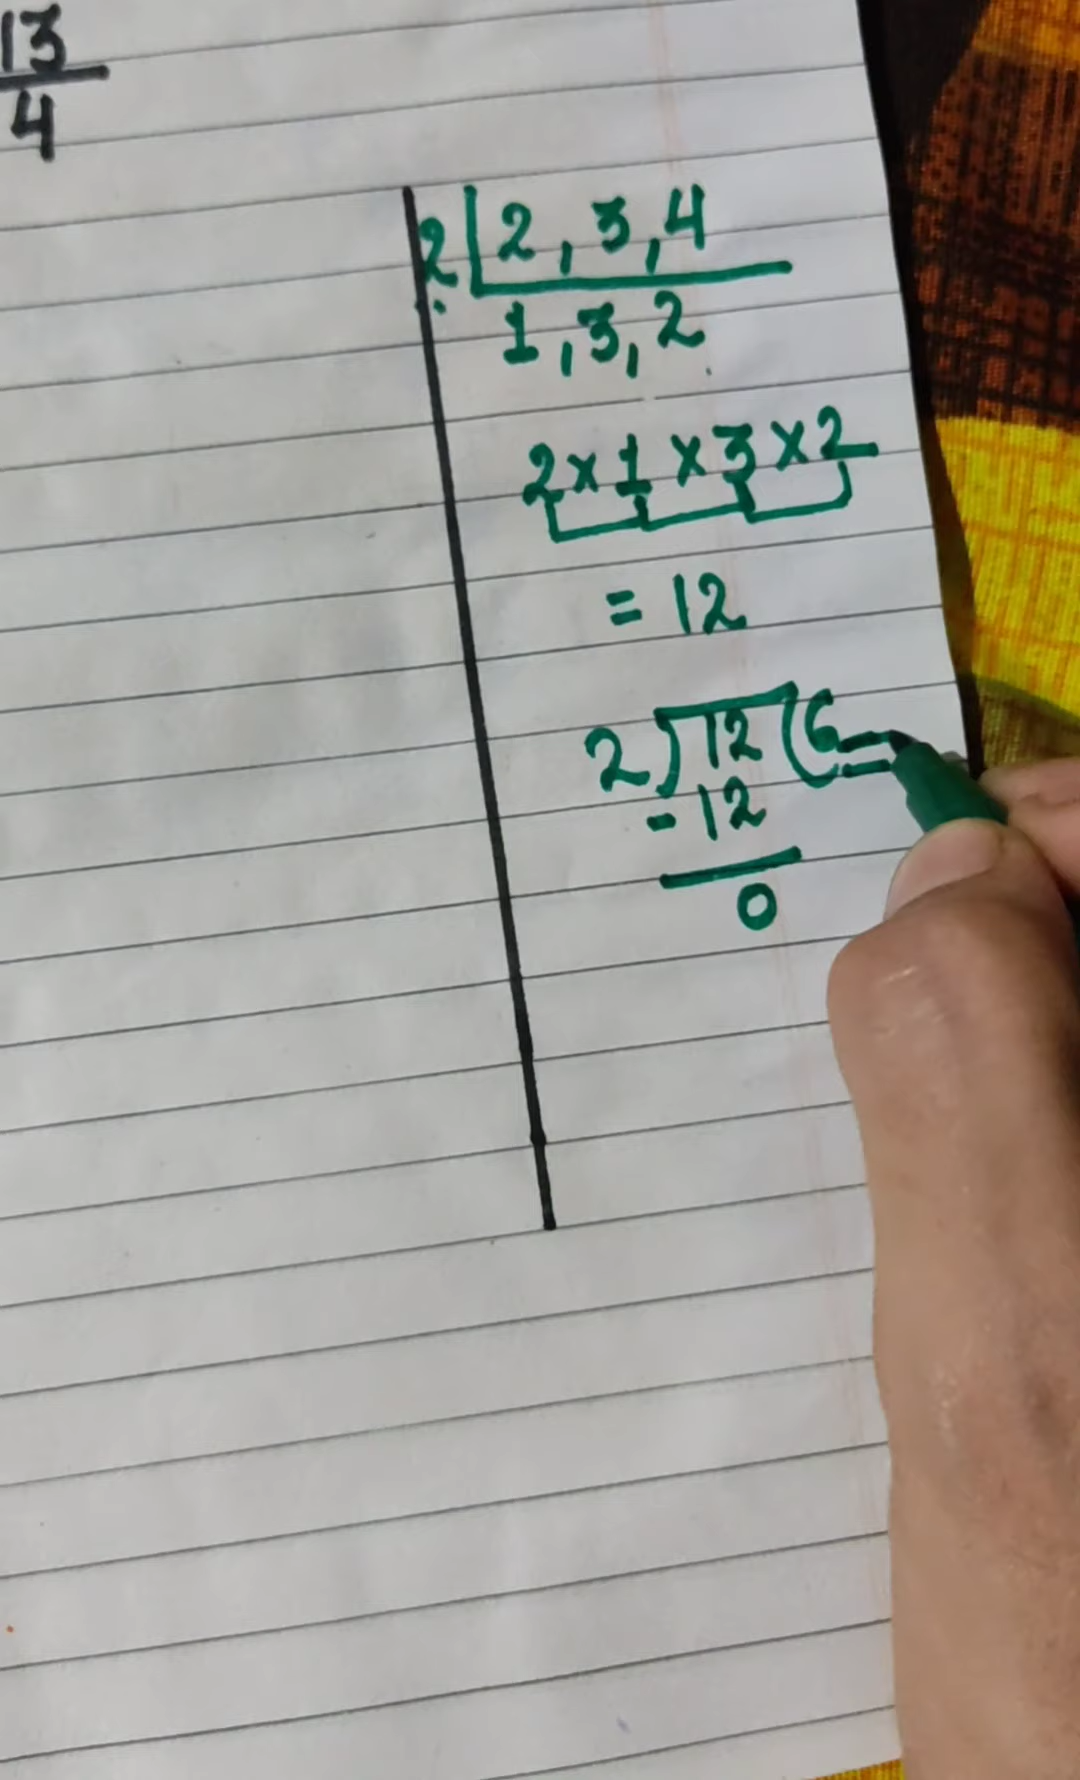 13
4
2 2, 3, 4
1, 3, 2
2 × 1 × 3 × 2
= 12
2 ) 12 ( 6
- 12
0